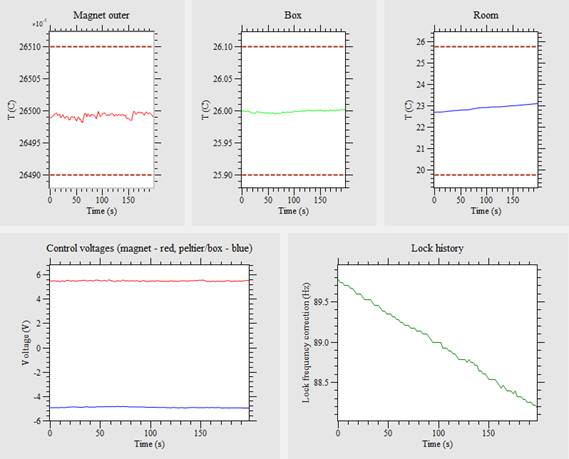 Magnet outer
×10⁻³
26510
26505
26500
26495
26490
T (C)
0 50 100 150
Time (s)
Box
26.10
26.05
26.00
25.95
25.90
T (C)
0 50 100 150
Time (s)
Room
26
25
24
23
22
21
20
T (C)
0 50 100 150
Time (s)
Control voltages (magnet - red, peltier/box - blue)
6
4
2
0
-2
-4
-6
Voltage (V)
0 50 100 150
Time (s)
Lock history
89.5
89.0
88.5
Lock frequency correction (Hz)
0 50 100 150
Time (s)